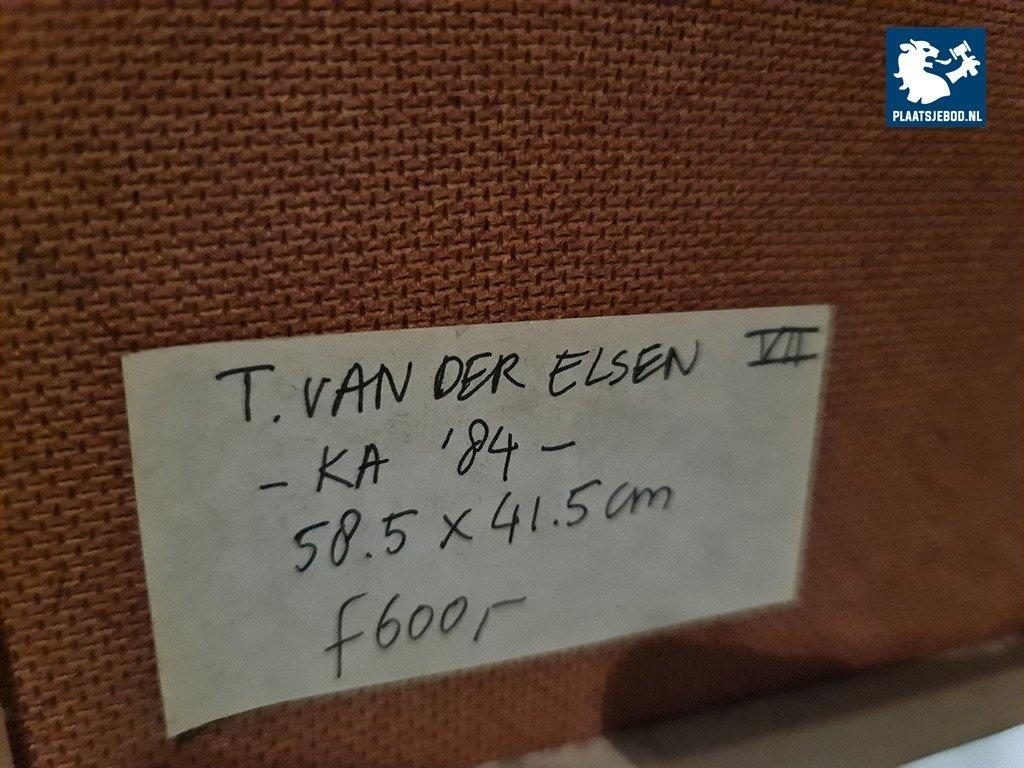 PLAATSJEBOD.NL
T. VAN DER ELSEN VII
- KA '84 -
58.5 x 41.5 cm
f 600,-